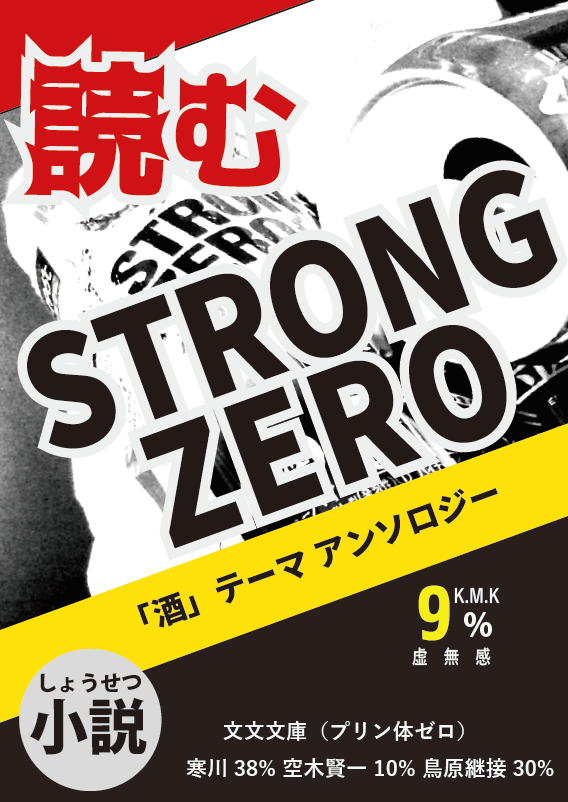 読む
STRONG
ZERO
STRONG
ZERO
「酒」テーマ アンソロジー
9 K.M.K
%
虚無感
しょうせつ
小説
文文文庫(プリン体ゼロ)
寒川 38% 空木賢一 10% 鳥原継接 30%